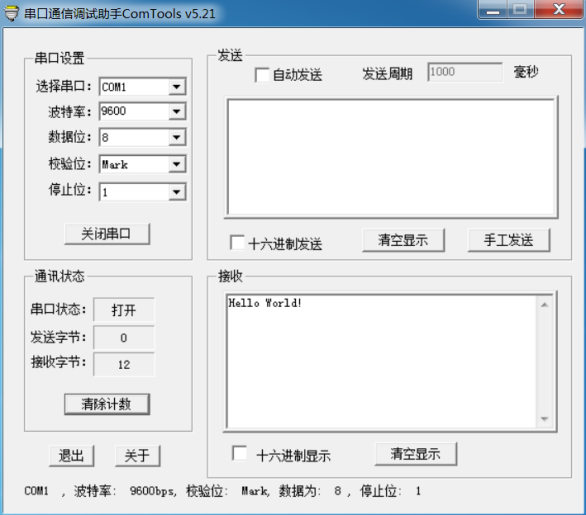 串口通信调试助手ComTools v5.21
串口设置
选择串口: COM1
波特率: 9600
数据位: 8
校验位: Mark
停止位: 1
关闭串口
发送
自动发送 发送周期 1000 毫秒
十六进制发送 清空显示 手工发送
通讯状态
串口状态: 打开
发送字节: 0
接收字节: 12
清除计数
退出 关于
接收
Hello World!
十六进制显示 清空显示
COM1 , 波特率: 9600bps, 校验位: Mark, 数据为: 8 , 停止位: 1